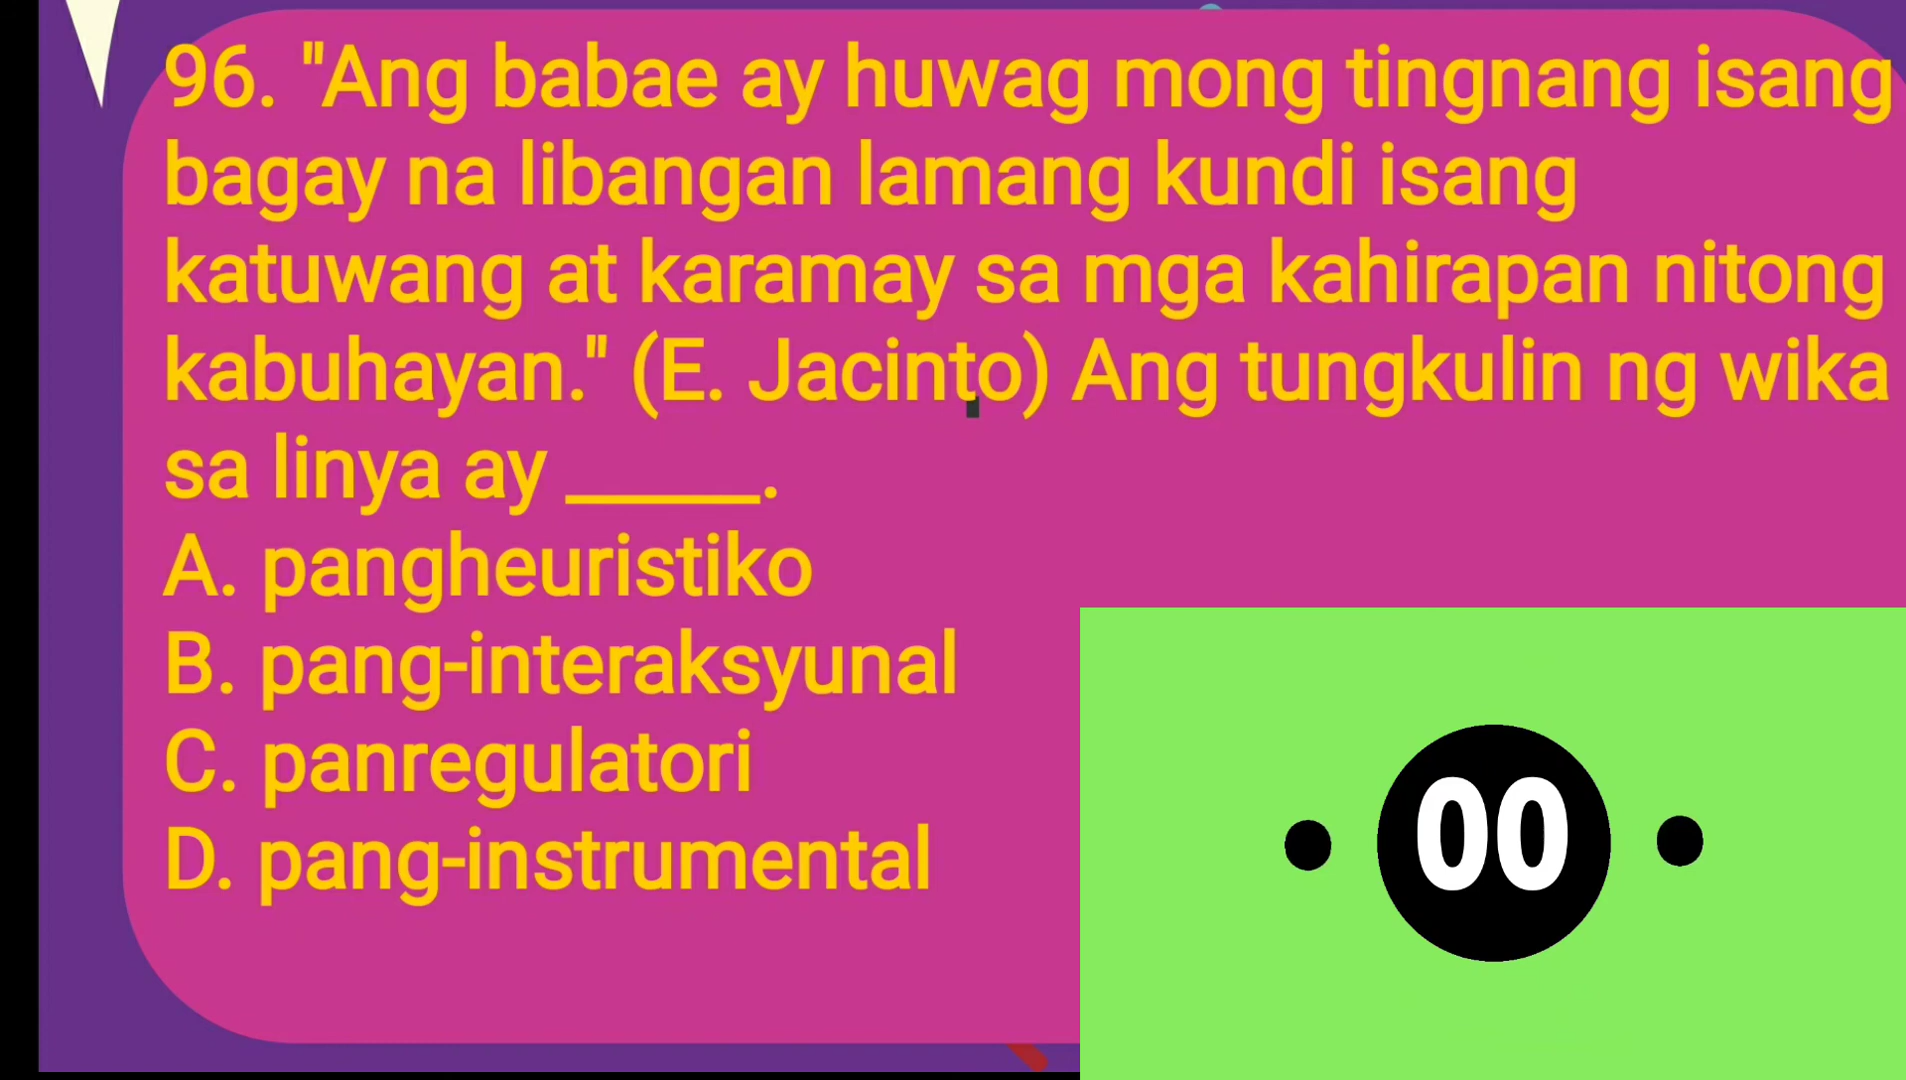 96. "Ang babae ay huwag mong tingnang isang
bagay na libangan lamang kundi isang
katuwang at karamay sa mga kahirapan nitong
kabuhayan." (E. Jacinto) Ang tungkulin ng wika
sa linya ay ______.
A. pangheuristiko
B. pang-interaksyunal
C. panregulatori
D. pang-instrumental
00